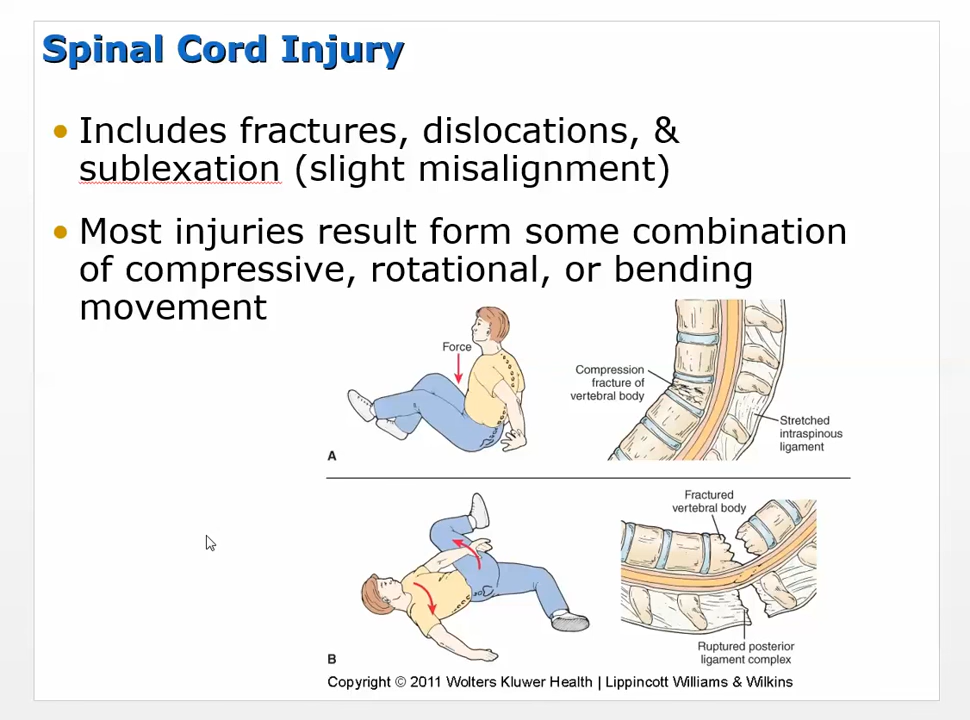 Spinal Cord Injury
• Includes fractures, dislocations, &
sublexation (slight misalignment)
• Most injuries result form some combination
of compressive, rotational, or bending
movement
Force
Compression
fracture of
vertebral body
Stretched
intraspinous
ligament
A
Fractured
vertebral body
Ruptured posterior
ligament complex
B
Copyright © 2011 Wolters Kluwer Health | Lippincott Williams & Wilkins